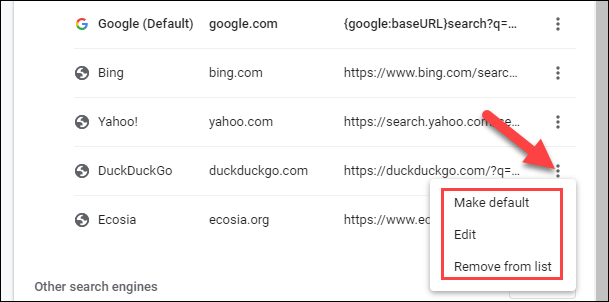 Google (Default) google.com {google:baseURL}search?q=...
Bing bing.com https://www.bing.com/searc...
Yahoo! yahoo.com https://search.yahoo.com
DuckDuckGo duckduckgo.com https://duckduckgo.com/?q=...
Make default
Ecosia ecosia.org https://www.ec
Edit
Remove from list
Other search engines